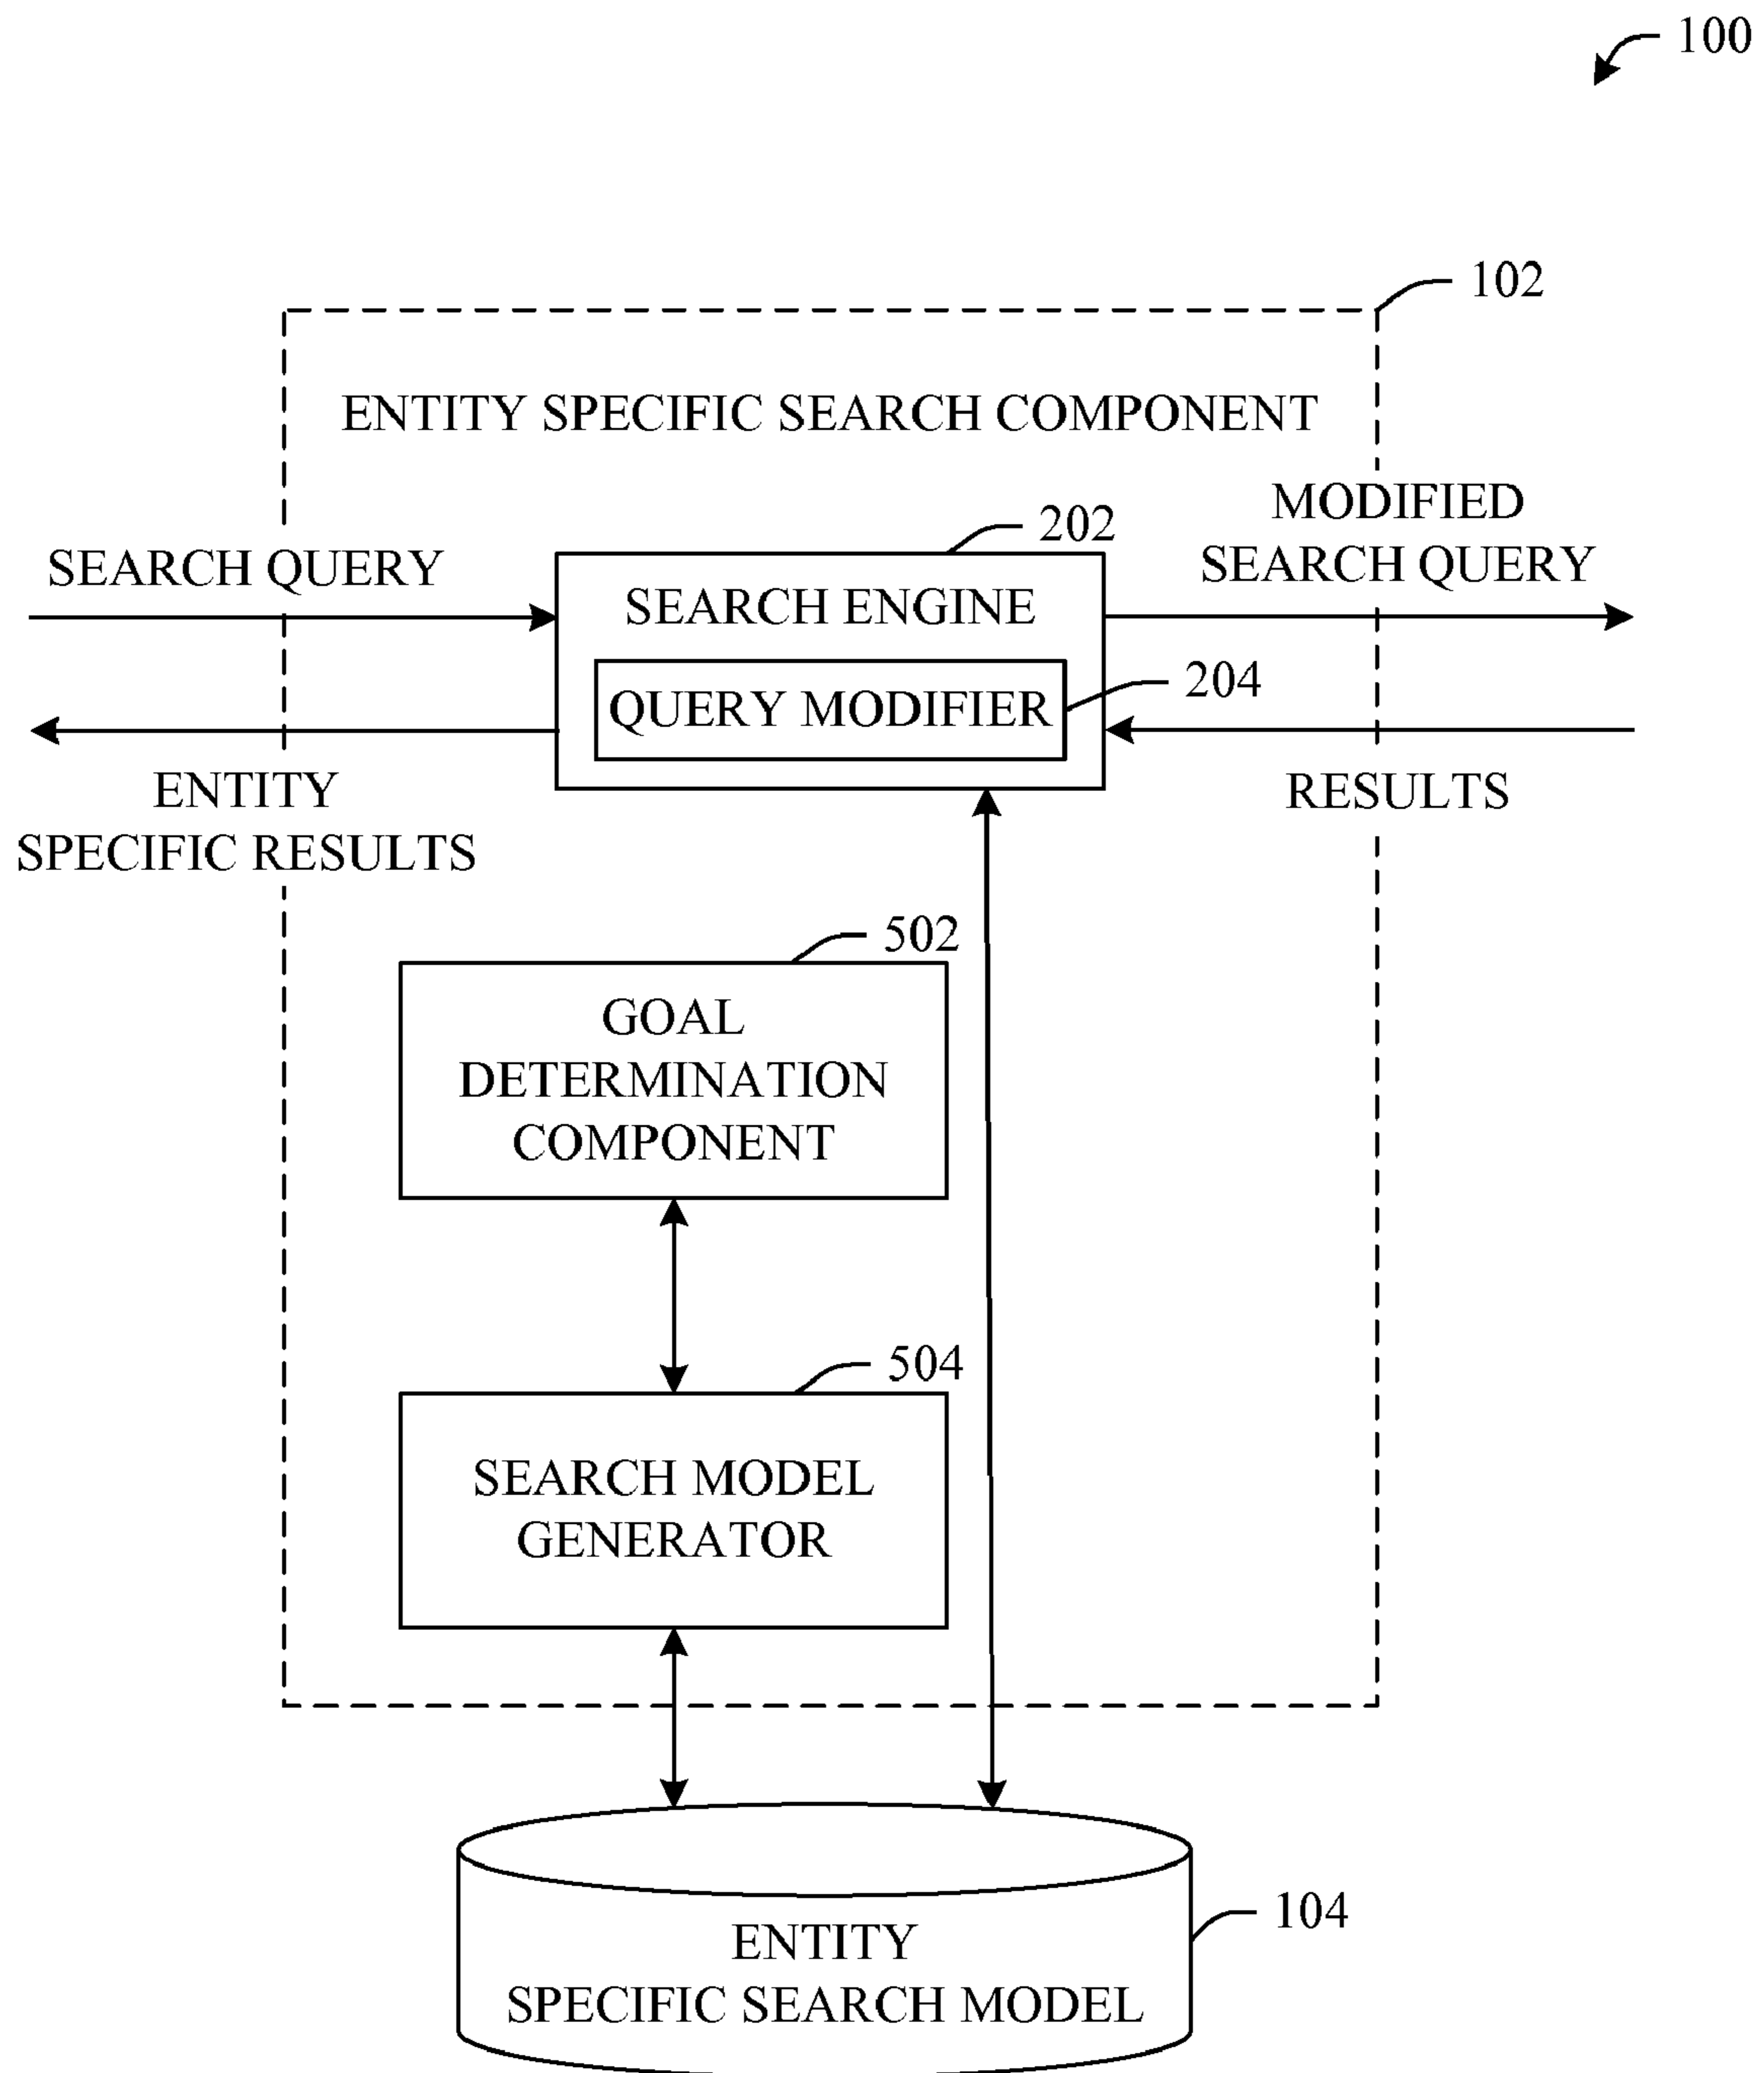 100
102
ENTITY SPECIFIC SEARCH COMPONENT
MODIFIED
SEARCH QUERY
202
SEARCH QUERY
SEARCH ENGINE
204
QUERY MODIFIER
ENTITY
SPECIFIC RESULTS
RESULTS
502
GOAL
DETERMINATION
COMPONENT
504
SEARCH MODEL
GENERATOR
104
ENTITY
SPECIFIC SEARCH MODEL